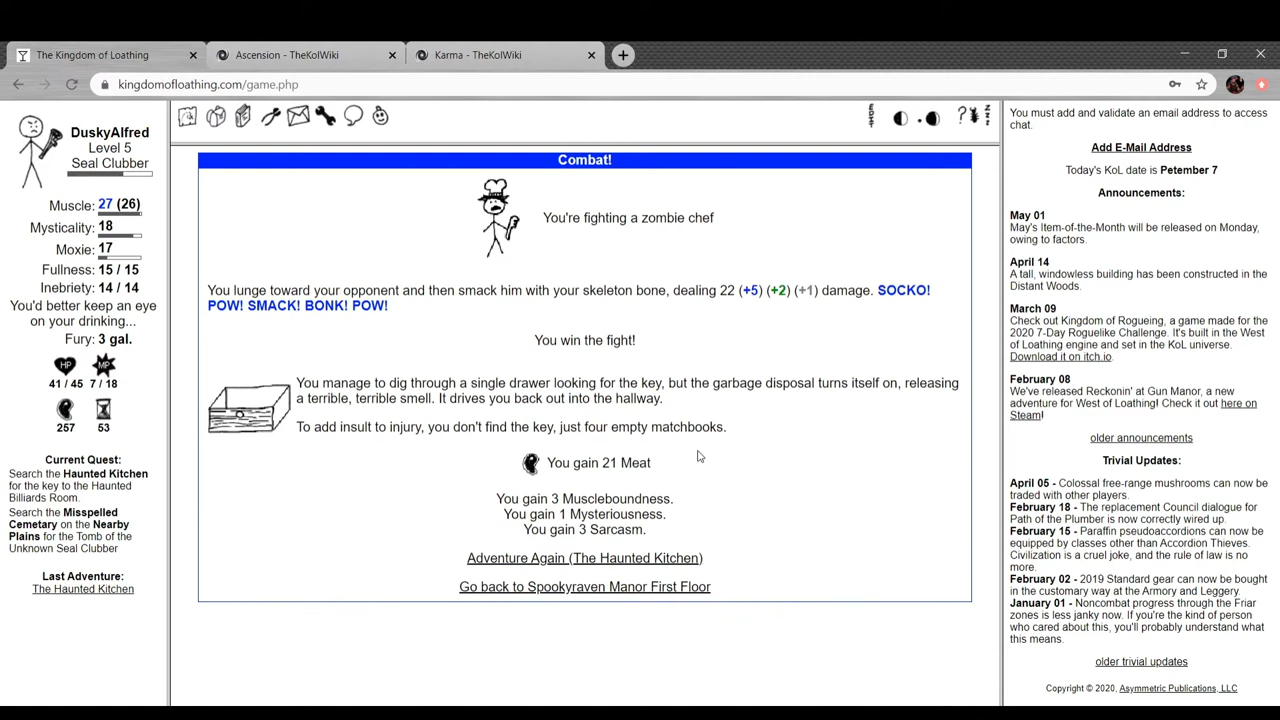 The Kingdom of Loathing
Ascension - TheKolWiki
Karma - TheKolWiki
kingdomofloathing.com/game.php
DuskyAlfred
Level 5
Seal Clubber
Muscle: 27 (26)
Mysticality: 18
Moxie: 17
Fullness: 15 / 15
Inebriety: 14 / 14
You'd better keep an eye
on your drinking...
Fury: 3 gal.
HP
MP
41 / 45
7 / 18
257
53
Current Quest:
Search the Haunted Kitchen
for the key to the Haunted
Billiards Room.
Search the Misspelled
Cemetary on the Nearby
Plains for the Tomb of the
Unknown Seal Clubber
Last Adventure:
The Haunted Kitchen
Combat!
You're fighting a zombie chef
You lunge toward your opponent and then smack him with your skeleton bone, dealing 22 (+5) (+2) (+1) damage. SOCKO!
POW! SMACK! BONK! POW!
You win the fight!
You manage to dig through a single drawer looking for the key, but the garbage disposal turns itself on, releasing
a terrible, terrible smell. It drives you back out into the hallway.
To add insult to injury, you don't find the key, just four empty matchbooks.
You gain 21 Meat
You gain 3 Muscleboundness.
You gain 1 Mysteriousness.
You gain 3 Sarcasm.
Adventure Again (The Haunted Kitchen)
Go back to Spookyraven Manor First Floor
You must add and validate an email address to access
chat.
Add E-Mail Address
Today's KoL date is Petember 7
Announcements:
May 01
May's Item-of-the-Month will be released on Monday,
owing to factors.
April 14
A tall, windowless building has been constructed in the
Distant Woods.
March 09
Check out Kingdom of Rogueing, a game made for the
2020 7-Day Roguelike Challenge. It's built in the West
of Loathing engine and set in the KoL universe.
Download it on itch.io.
February 08
We've released Reckonin' at Gun Manor, a new
adventure for West of Loathing! Check it out here on
Steam!
older announcements
Trivial Updates:
April 05 - Colossal free-range mushrooms can now be
traded with other players.
February 18 - The replacement Council dialogue for
Path of the Plumber is now correctly wired up.
February 15 - Paraffin pseudoaccordions can now be
equipped by classes other than Accordion Thieves.
Civilization is a cruel joke, and the rule of law is no
more.
February 02 - 2019 Standard gear can now be bought
in the customary way at the Armory and Leggery.
January 01 - Noncombat progress through the Friar
zones is less janky now. If you're the kind of person
who cared about this, you'll probably understand what
this means.
older trivial updates
Copyright © 2020, Asymmetric Publications, LLC